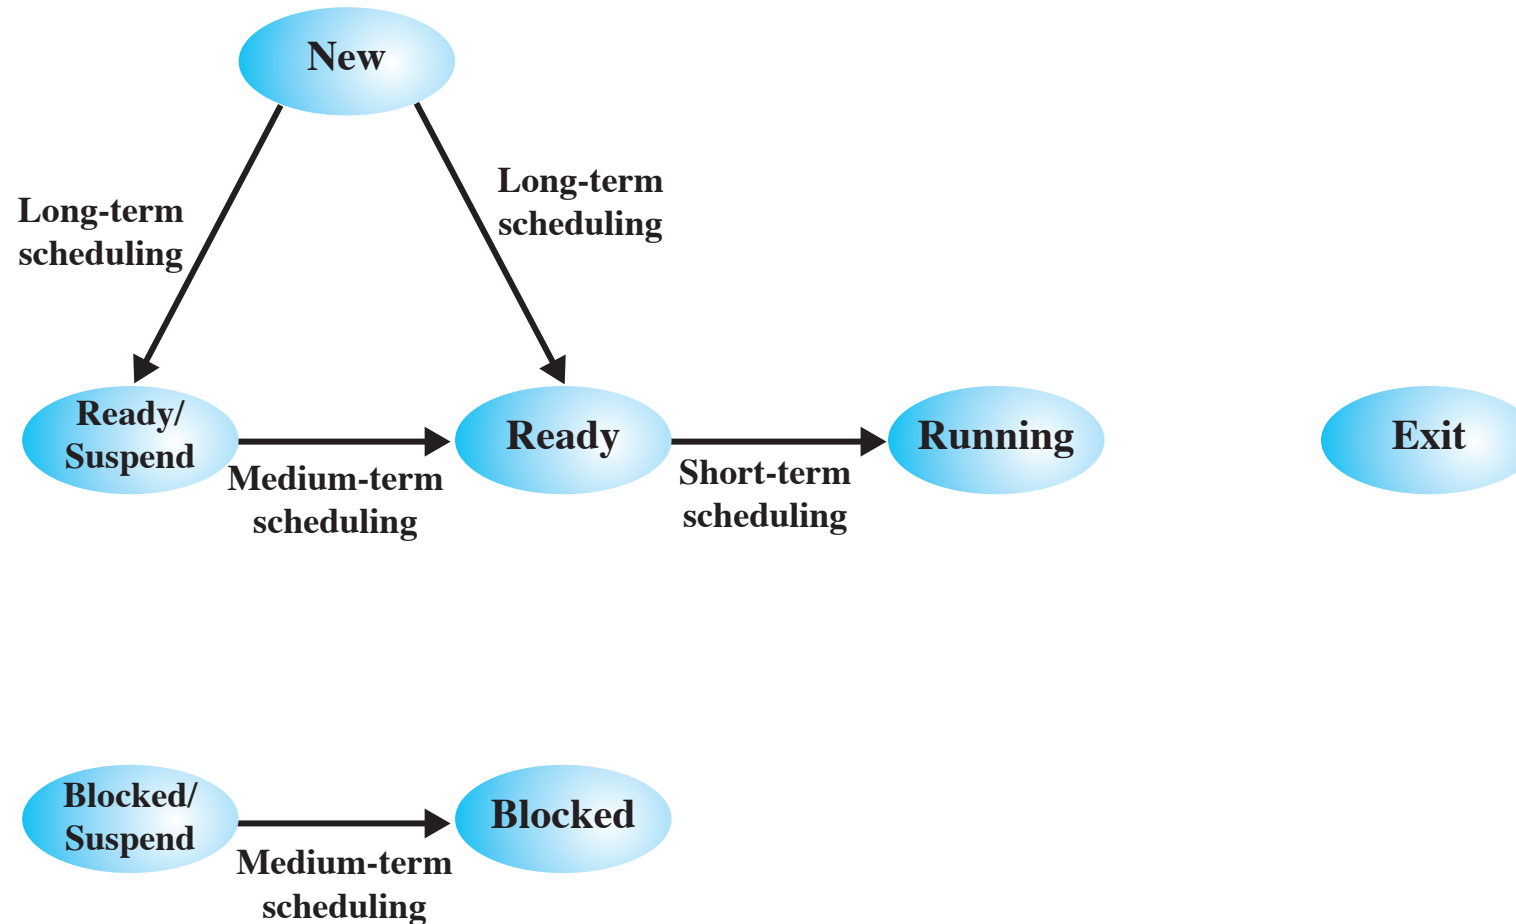 New
Long-term
scheduling
Long-term
scheduling
Ready/
Suspend
Medium-term
scheduling
Ready
Short-term
scheduling
Running
Exit
Blocked/
Suspend
Medium-term
scheduling
Blocked